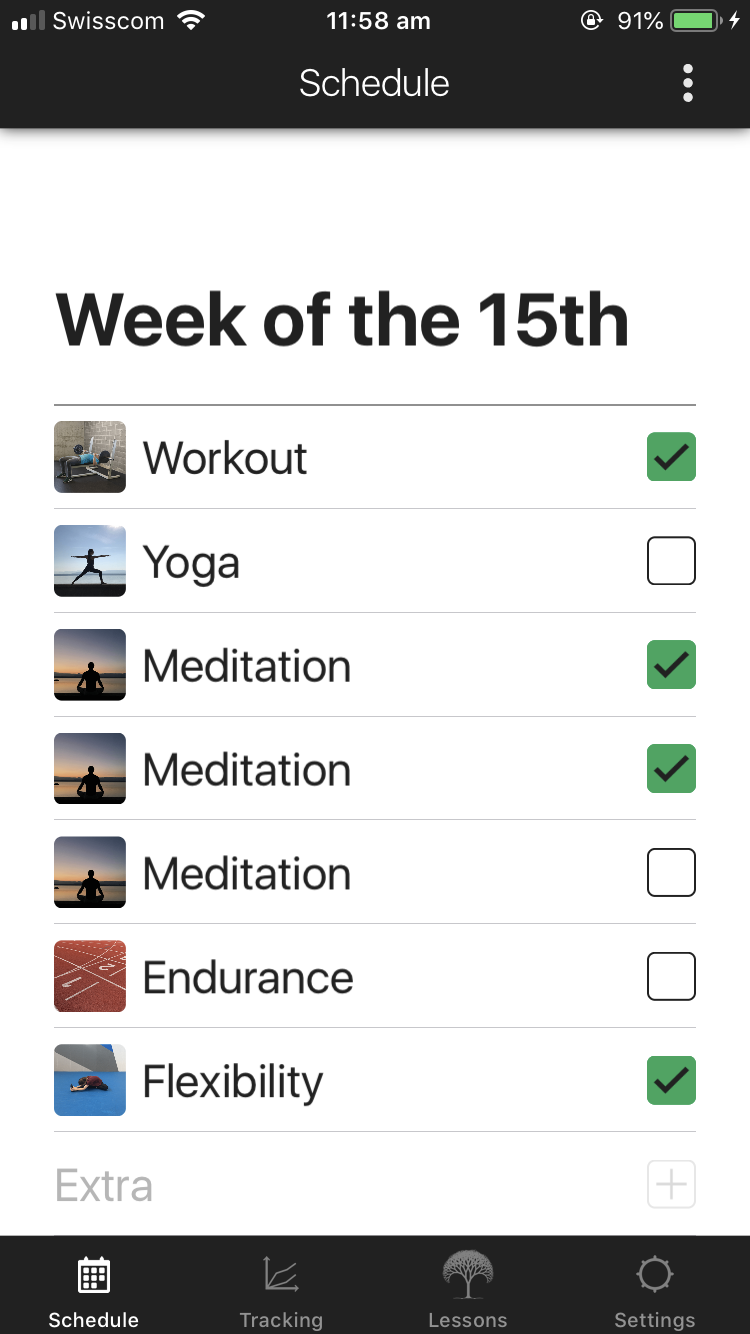 Swisscom 11:58 am 91%
Schedule
Week of the 15th
Workout
Yoga
Meditation
Meditation
Meditation
Endurance
Flexibility
Extra
Schedule Tracking Lessons Settings